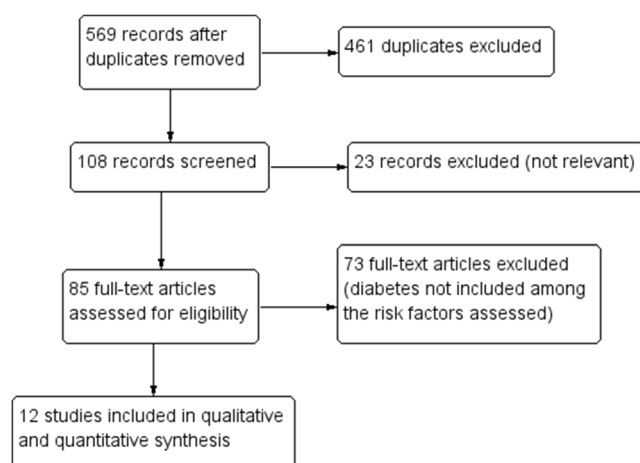 569 records after
duplicates removed
461 duplicates excluded
108 records screened
23 records excluded (not relevant)
85 full-text articles
assessed for eligibility
73 full-text articles excluded
(diabetes not included among
the risk factors assessed)
12 studies included in qualitative
and quantitative synthesis